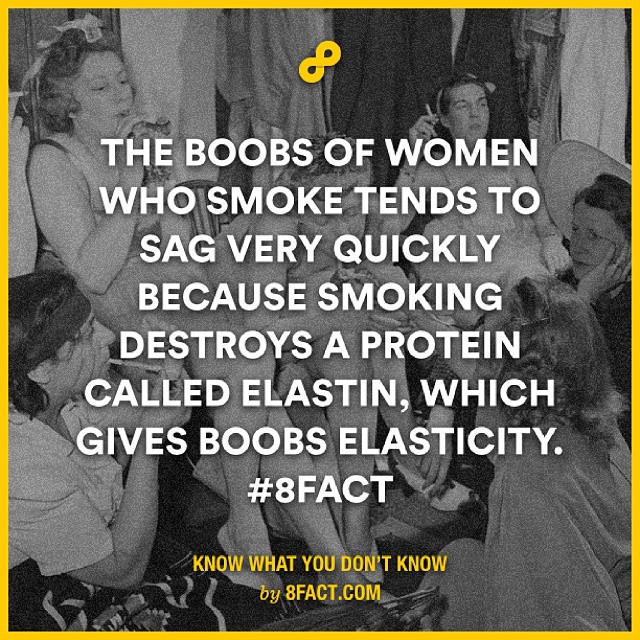 THE BOOBS OF WOMEN
WHO SMOKE TENDS TO
SAG VERY QUICKLY
BECAUSE SMOKING
DESTROYS A PROTEIN
CALLED ELASTIN, WHICH
GIVES BOOBS ELASTICITY.
#8FACT
KNOW WHAT YOU DON'T KNOW
by 8FACT.COM